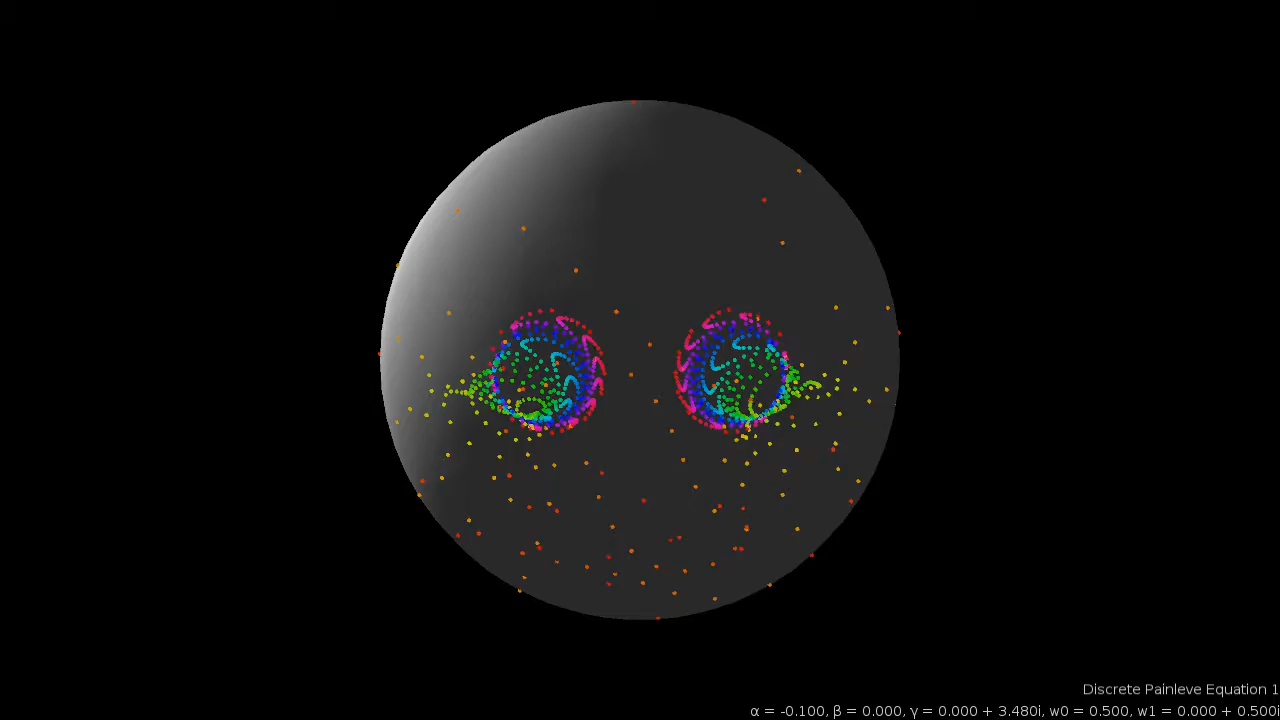 Discrete Painleve Equation 1
α = -0.100, β = 0.000, γ = 0.000 + 3.480i, w0 = 0.500, w1 = 0.000 + 0.500i